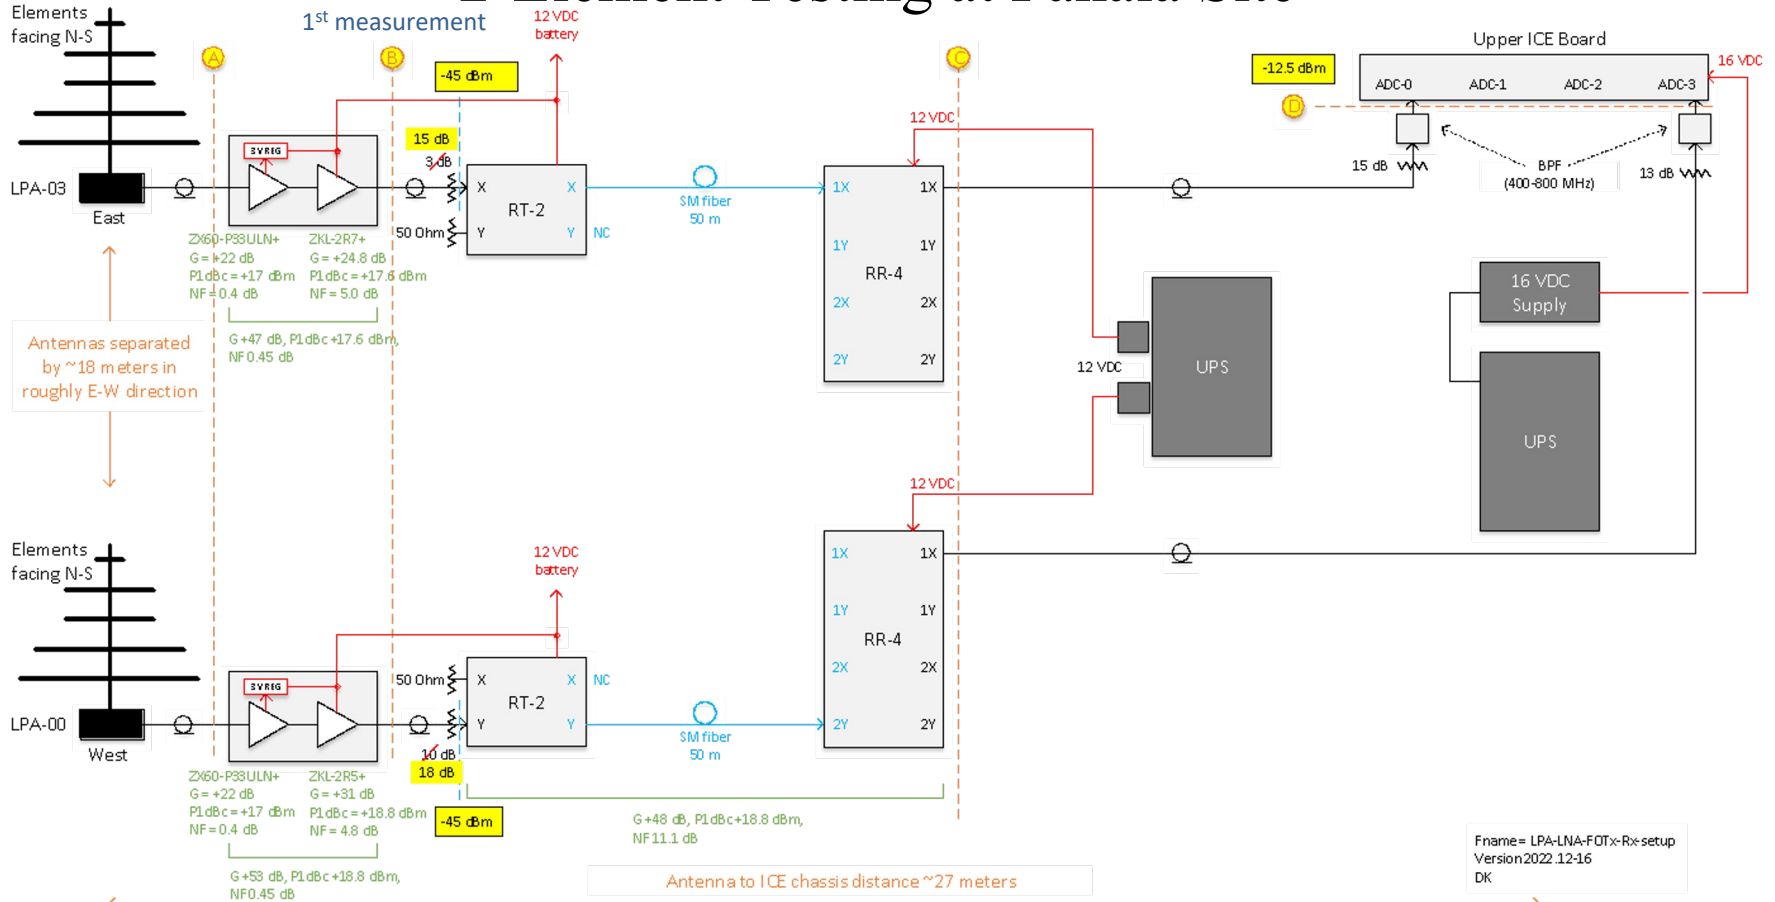 2-Element Testing at Pahala Site
1st measurement
Elements
facing N-S
A
B
C
-45 dBm
12 VDC
battery
-12.5 dBm
D
Upper ICE Board
16 VDC
ADC-0
ADC-1
ADC-2
ADC-3
BPF
(400-800 MHz)
15 dB
13 dB
12 VDC
3V REG
15 dB
3 dB
LPA-03
East
X
X
RT-2
50 Ohm
Y
Y
NC
SM fiber
50 m
1X
1X
1Y
1Y
RR-4
2X
2X
2Y
2Y
ZX60-P33ULN+
G = +22 dB
P1dBc = +17 dBm
NF = 0.4 dB
ZKL-2R7+
G = +24.8 dB
P1dBc = +17.6 dBm
NF = 5.0 dB
G +47 dB, P1dBc +17.6 dBm,
NF 0.45 dB
Antennas separated
by ~18 meters in
roughly E-W direction
12 VDC
UPS
16 VDC
Supply
UPS
12 VDC
Elements
facing N-S
12 VDC
battery
3V REG
LPA-00
West
50 Ohm
X
X
NC
RT-2
Y
Y
10 dB
18 dB
-45 dBm
SM fiber
50 m
1X
1X
1Y
1Y
RR-4
2X
2X
2Y
2Y
ZX60-P33ULN+
G = +22 dB
P1dBc = +17 dBm
NF = 0.4 dB
ZKL-2R5+
G = +31 dB
P1dBc = +18.8 dBm
NF = 4.8 dB
G +53 dB, P1dBc +18.8 dBm,
NF 0.45 dB
G +48 dB, P1dBc +18.8 dBm,
NF 11.1 dB
Antenna to ICE chassis distance ~27 meters
Fname = LPA-LNA-FOTx-Rx-setup
Version 2022.12-16
DK